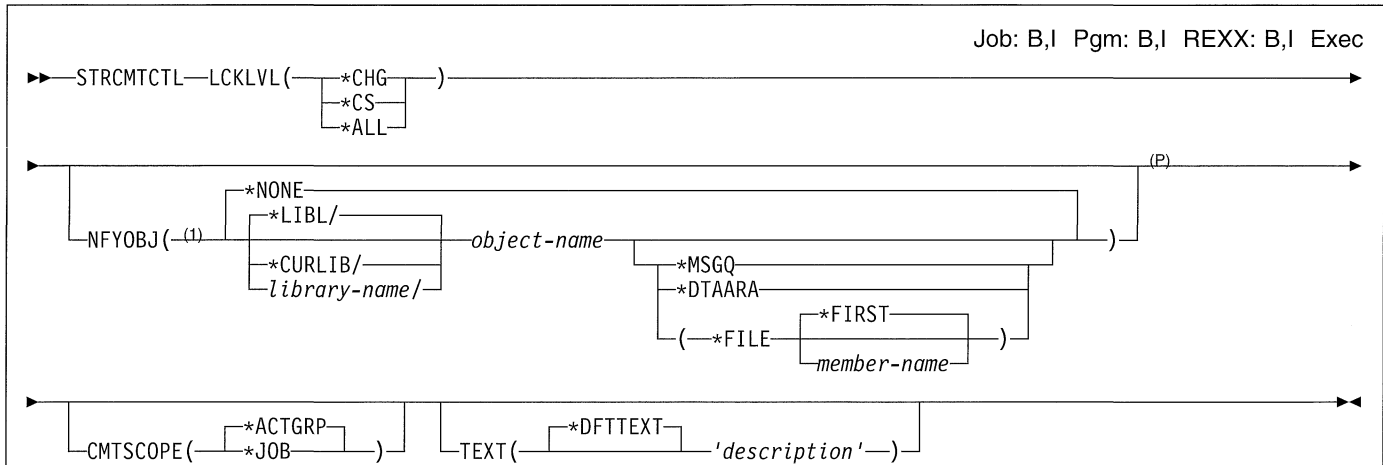 Job: B,I Pgm: B,I REXX: B,I Exec
STRCMTCTL LCKLVL( *CHG )
*CS
*ALL
(P)
*NONE
*LIBL/
NFYOBJ( (1) object-name )
*CURLIB/ *MSGQ
library-name/ *DTAARA
*FIRST
( *FILE )
member-name
*ACTGRP *DFTTEXT
CMTSCOPE( *JOB ) TEXT( 'description' )